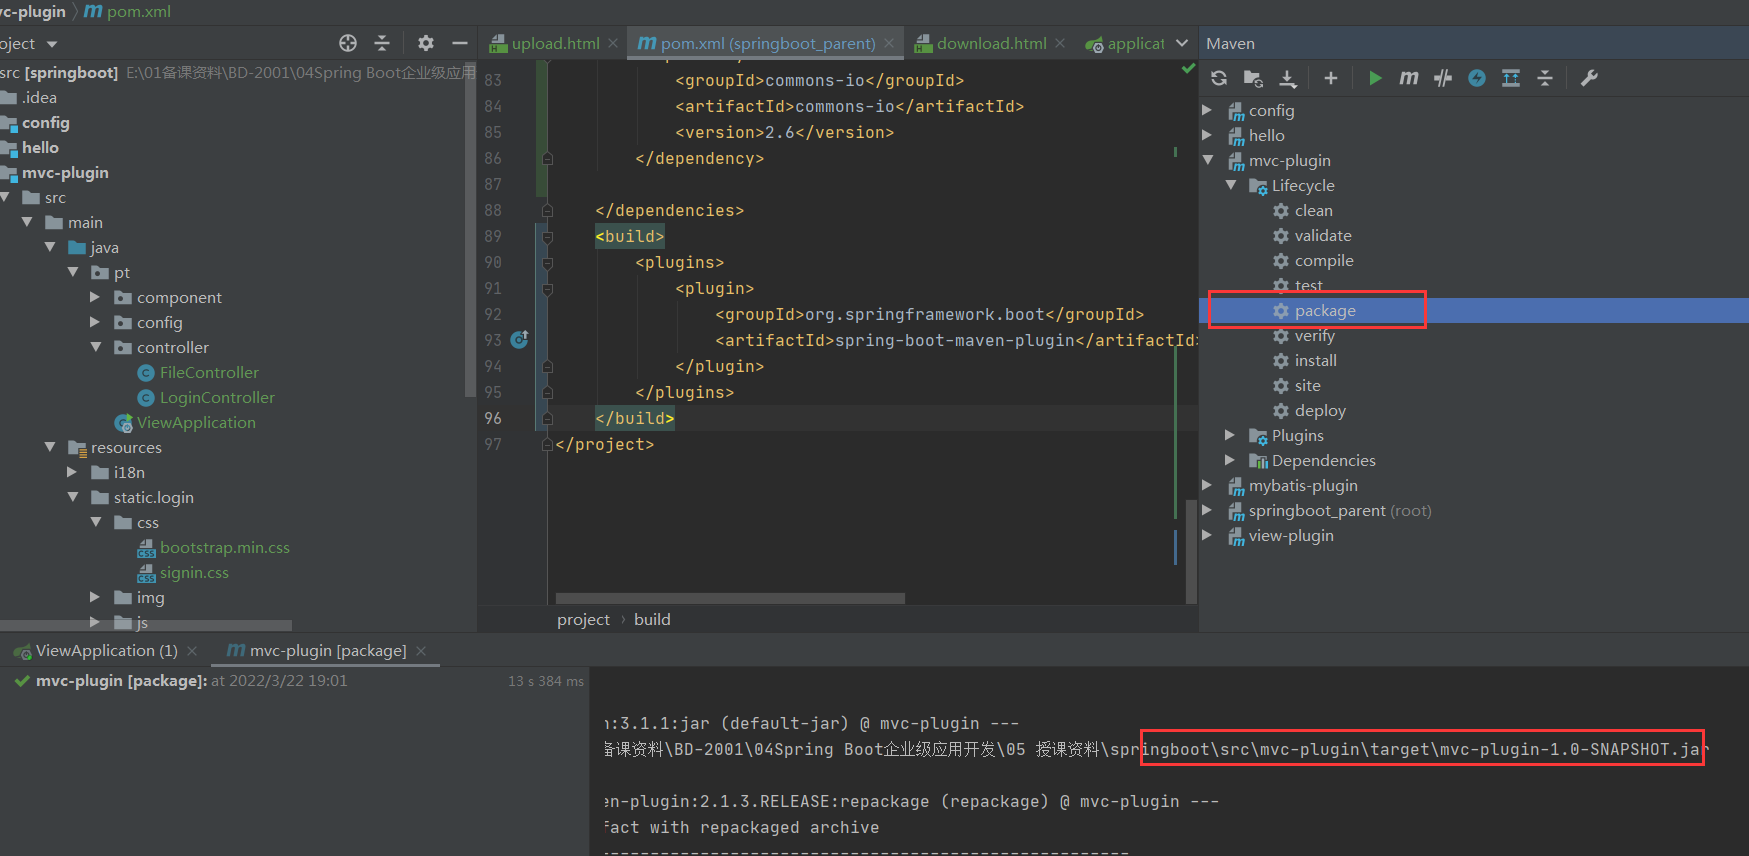 vc-plugin 〉 m pom.xml
oject
upload.html
pom.xml (springboot_parent)
download.html
applicat
Maven
src [springboot] E:\01备课资料\BD-2001\04Spring Boot企业级应用
.idea
config
hello
mvc-plugin
src
main
java
pt
component
config
controller
FileController
LoginController
ViewApplication
resources
i18n
static.login
css
bootstrap.min.css
signin.css
img
js
83 <groupId>commons-io</groupId>
84 <artifactId>commons-io</artifactId>
85 <version>2.6</version>
86 </dependency>
87
88 </dependencies>
89 <build>
90 <plugins>
91 <plugin>
92 <groupId>org.springframework.boot</groupId>
93 <artifactId>spring-boot-maven-plugin</artifactId>
94 </plugin>
95 </plugins>
96 </build>
97 </project>
project › build
config
hello
mvc-plugin
Lifecycle
clean
validate
compile
test
package
verify
install
site
deploy
Plugins
Dependencies
mybatis-plugin
springboot_parent (root)
view-plugin
ViewApplication (1)
mvc-plugin [package]
mvc-plugin [package]: at 2022/3/22 19:01 13 s 384 ms
n:3.1.1:jar (default-jar) @ mvc-plugin ---
备课资料\BD-2001\04Spring Boot企业级应用开发\05 授课资料\springboot\src\mvc-plugin\target\mvc-plugin-1.0-SNAPSHOT.jar
en-plugin:2.1.3.RELEASE:repackage (repackage) @ mvc-plugin ---
fact with repackaged archive
------------------------------------------------------